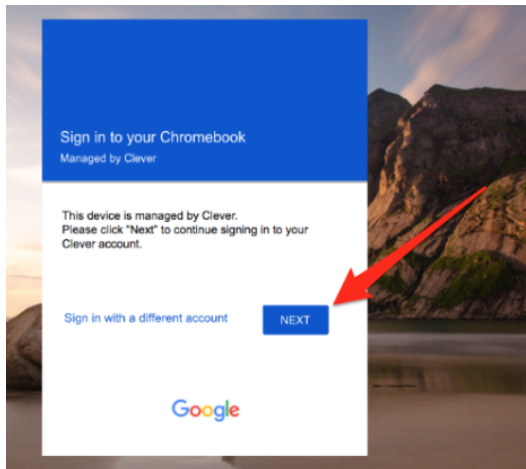 Sign in to your Chromebook
Managed by Clever
This device is managed by Clever.
Please click "Next" to continue signing in to your
Clever account.
Sign in with a different account
NEXT
Google